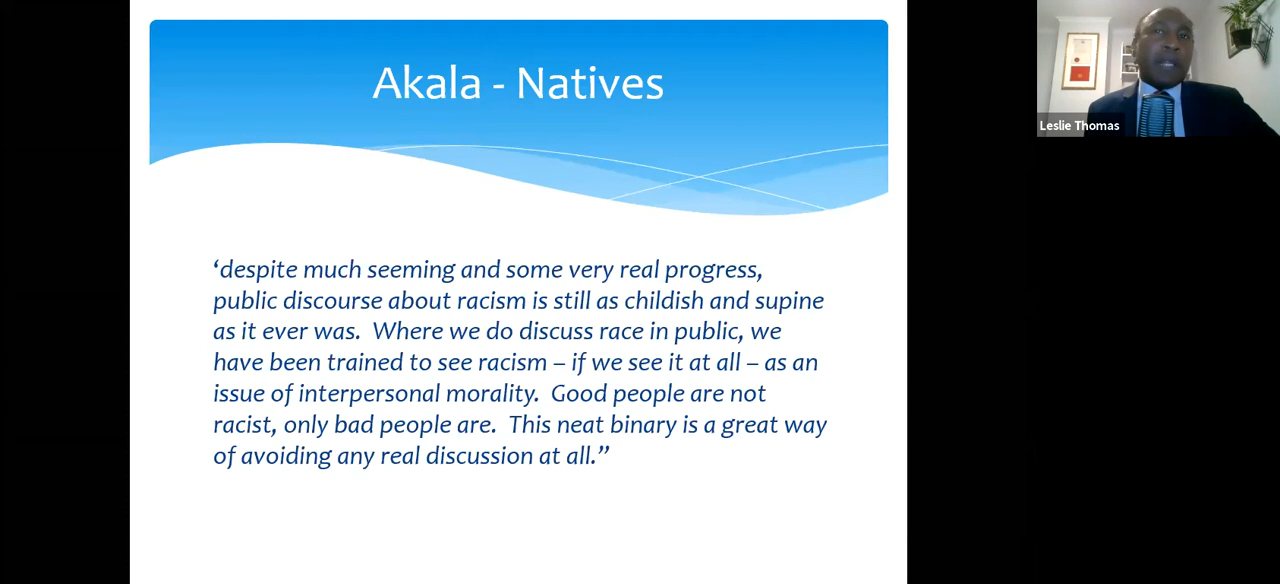 Akala - Natives
‘despite much seeming and some very real progress,
public discourse about racism is still as childish and supine
as it ever was.  Where we do discuss race in public, we
have been trained to see racism – if we see it at all – as an
issue of interpersonal morality.  Good people are not
racist, only bad people are.  This neat binary is a great way
of avoiding any real discussion at all.”
Leslie Thomas